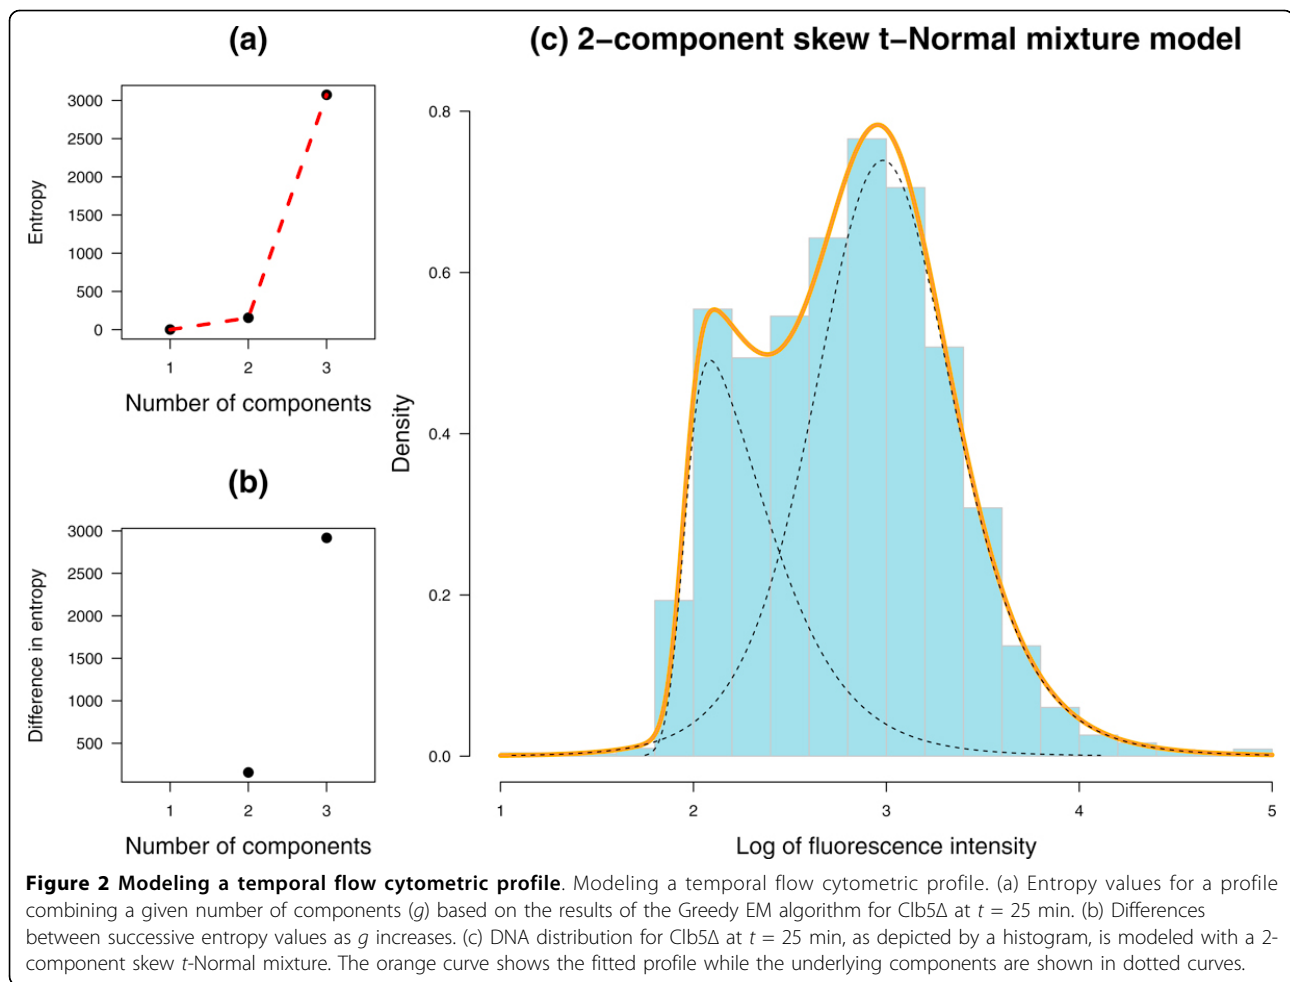 (a)
3000
2500
2000
1500
1000
500
0
Entropy
1 2 3
Number of components
(b)
3000
2500
2000
1500
1000
500
Difference in entropy
1 2 3
Number of components
(c) 2−component skew t−Normal mixture model
0.8
0.6
0.4
0.2
0.0
Density
1 2 3 4 5
Log of fluorescence intensity
Figure 2 Modeling a temporal flow cytometric profile. Modeling a temporal flow cytometric profile. (a) Entropy values for a profile
combining a given number of components (g) based on the results of the Greedy EM algorithm for Clb5Δ at t = 25 min. (b) Differences
between successive entropy values as g increases. (c) DNA distribution for Clb5Δ at t = 25 min, as depicted by a histogram, is modeled with a 2-
component skew t-Normal mixture. The orange curve shows the fitted profile while the underlying components are shown in dotted curves.